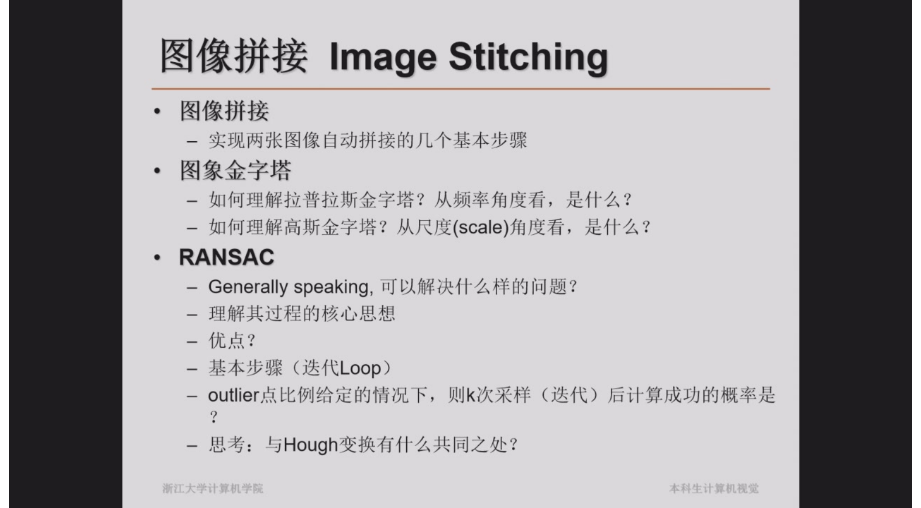 图像拼接 Image Stitching
• 图像拼接
– 实现两张图像自动拼接的几个基本步骤
• 图象金字塔
– 如何理解拉普拉斯金字塔？从频率角度看，是什么？
– 如何理解高斯金字塔？从尺度(scale)角度看，是什么？
• RANSAC
– Generally speaking, 可以解决什么样的问题？
– 理解其过程的核心思想
– 优点？
– 基本步骤（迭代Loop）
– outlier点比例给定的情况下，则k次采样（迭代）后计算成功的概率是
？
– 思考：与Hough变换有什么共同之处？
浙江大学计算机学院
本科生计算机视觉